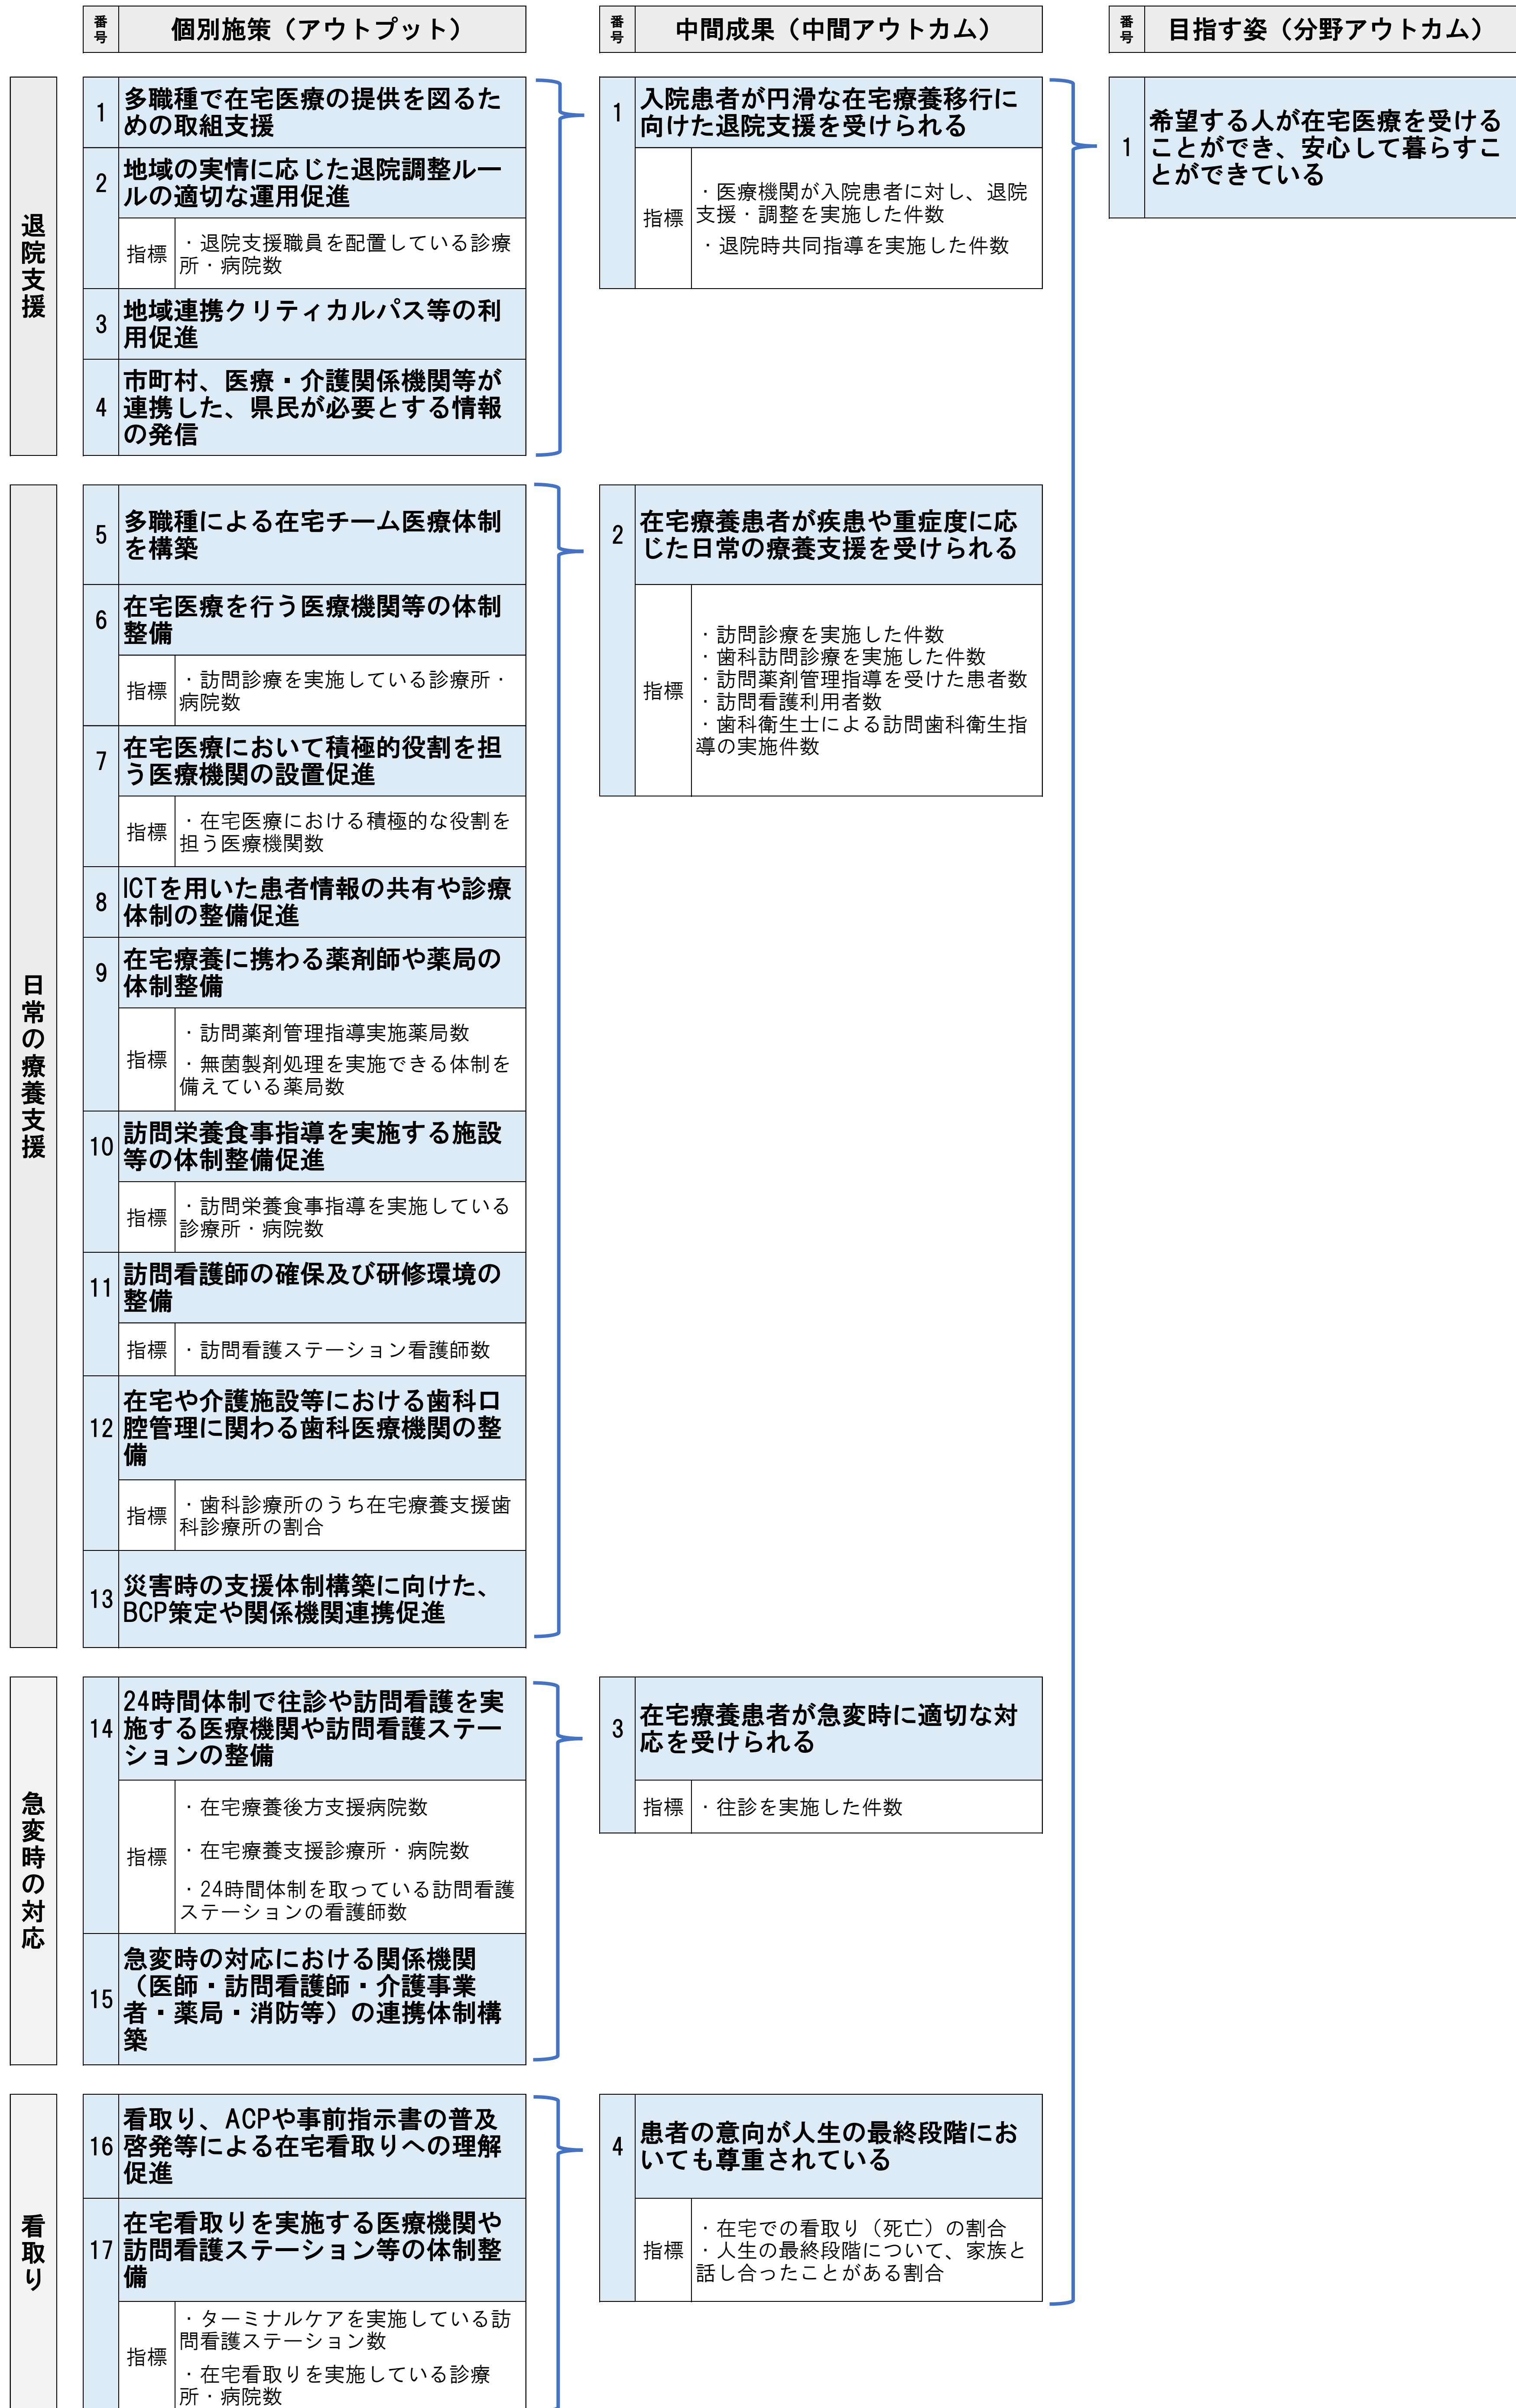 番号
個別施策（アウトプット）
番号
中間成果（中間アウトカム）
番号
目指す姿（分野アウトカム）
退院支援
1
多職種で在宅医療の提供を図るた
めの取組支援
2
地域の実情に応じた退院調整ルー
ルの適切な運用促進
指標
・退院支援職員を配置している診療
所・病院数
3
地域連携クリティカルパス等の利
用促進
4
市町村、医療・介護関係機関等が
連携した、県民が必要とする情報
の発信
1
入院患者が円滑な在宅療養移行に
向けた退院支援を受けられる
指標
・医療機関が入院患者に対し、退院
支援・調整を実施した件数
・退院時共同指導を実施した件数
1
希望する人が在宅医療を受ける
ことができ、安心して暮らすこ
とができている
日常の療養支援
5
多職種による在宅チーム医療体制
を構築
6
在宅医療を行う医療機関等の体制
整備
指標
・訪問診療を実施している診療所・
病院数
7
在宅医療において積極的役割を担
う医療機関の設置促進
指標
・在宅医療における積極的な役割を
担う医療機関数
8
ICTを用いた患者情報の共有や診療
体制の整備促進
9
在宅療養に携わる薬剤師や薬局の
体制整備
指標
・訪問薬剤管理指導実施薬局数
・無菌製剤処理を実施できる体制を
備えている薬局数
10
訪問栄養食事指導を実施する施設
等の体制整備促進
指標
・訪問栄養食事指導を実施している
診療所・病院数
11
訪問看護師の確保及び研修環境の
整備
指標
・訪問看護ステーション看護師数
12
在宅や介護施設等における歯科口
腔管理に関わる歯科医療機関の整
備
指標
・歯科診療所のうち在宅療養支援歯
科診療所の割合
13
災害時の支援体制構築に向けた、
BCP策定や関係機関連携促進
2
在宅療養患者が疾患や重症度に応
じた日常の療養支援を受けられる
指標
・訪問診療を実施した件数
・歯科訪問診療を実施した件数
・訪問薬剤管理指導を受けた患者数
・訪問看護利用者数
・歯科衛生士による訪問歯科衛生指
導の実施件数
急変時の対応
14
24時間体制で往診や訪問看護を実
施する医療機関や訪問看護ステー
ションの整備
指標
・在宅療養後方支援病院数
・在宅療養支援診療所・病院数
・24時間体制を取っている訪問看護
ステーションの看護師数
15
急変時の対応における関係機関
（医師・訪問看護師・介護事業
者・薬局・消防等）の連携体制構
築
3
在宅療養患者が急変時に適切な対
応を受けられる
指標
・往診を実施した件数
看取り
16
看取り、ACPや事前指示書の普及
啓発等による在宅看取りへの理解
促進
17
在宅看取りを実施する医療機関や
訪問看護ステーション等の体制整
備
指標
・ターミナルケアを実施している訪
問看護ステーション数
・在宅看取りを実施している診療
所・病院数
4
患者の意向が人生の最終段階にお
いても尊重されている
指標
・在宅での看取り（死亡）の割合
・人生の最終段階について、家族と
話し合ったことがある割合